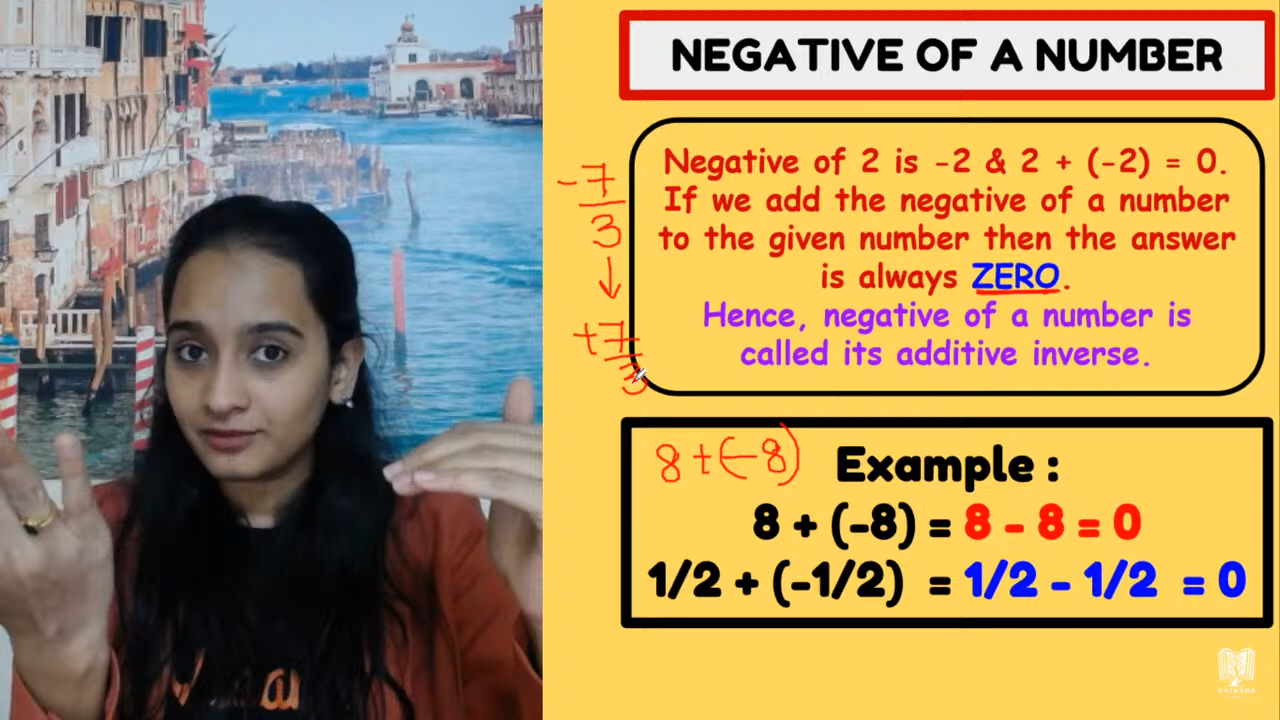 NEGATIVE OF A NUMBER
Negative of 2 is -2 & 2 + (-2) = 0.
If we add the negative of a number
to the given number then the answer
is always ZERO.
Hence, negative of a number is
called its additive inverse.
-7
3
↓
+7
3
8+(-8)
Example :
8 + (-8) = 8 - 8 = 0
1/2 + (-1/2) = 1/2 - 1/2 = 0